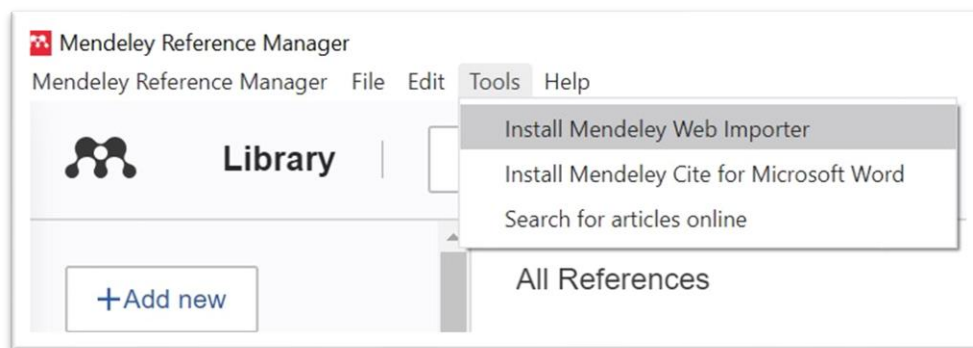 Mendeley Reference Manager
Mendeley Reference Manager File Edit Tools Help
Install Mendeley Web Importer
Library
Install Mendeley Cite for Microsoft Word
Search for articles online
+Add new
All References